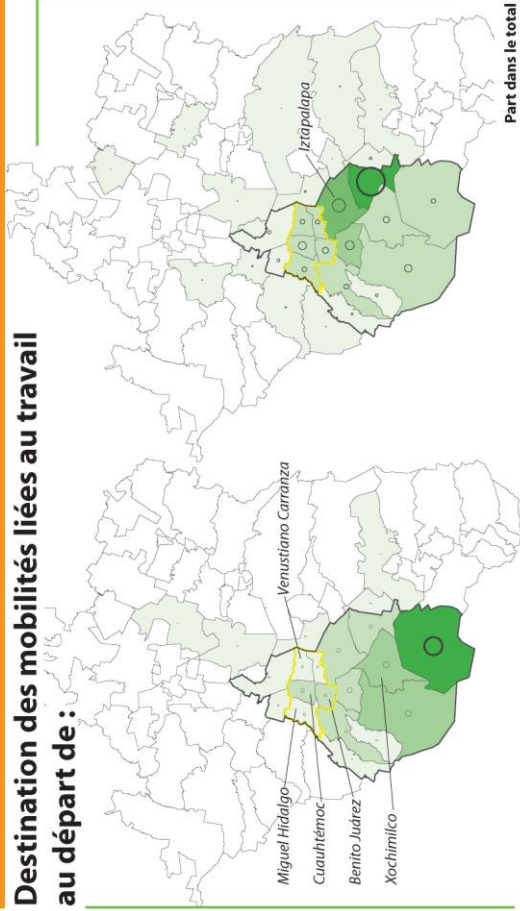 Destination des mobilités liées au travail
au départ de :
Miguel Hidalgo
Cuauhtémoc
Benito Juárez
Xochimilco
Venustiano Carranza
Iztapalapa
Part dans le total